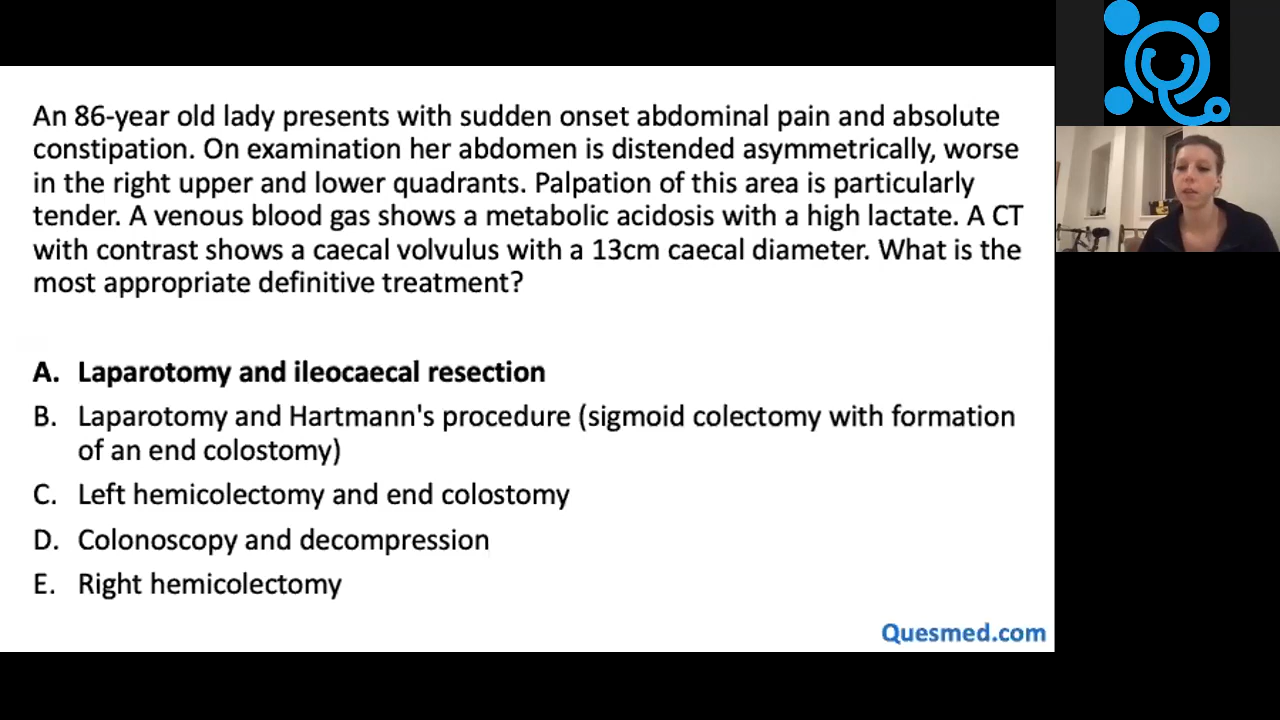 An 86-year old lady presents with sudden onset abdominal pain and absolute
constipation. On examination her abdomen is distended asymmetrically, worse
in the right upper and lower quadrants. Palpation of this area is particularly
tender. A venous blood gas shows a metabolic acidosis with a high lactate. A CT
with contrast shows a caecal volvulus with a 13cm caecal diameter. What is the
most appropriate definitive treatment?
A. Laparotomy and ileocaecal resection
B. Laparotomy and Hartmann's procedure (sigmoid colectomy with formation
of an end colostomy)
C. Left hemicolectomy and end colostomy
D. Colonoscopy and decompression
E. Right hemicolectomy
Quesmed.com